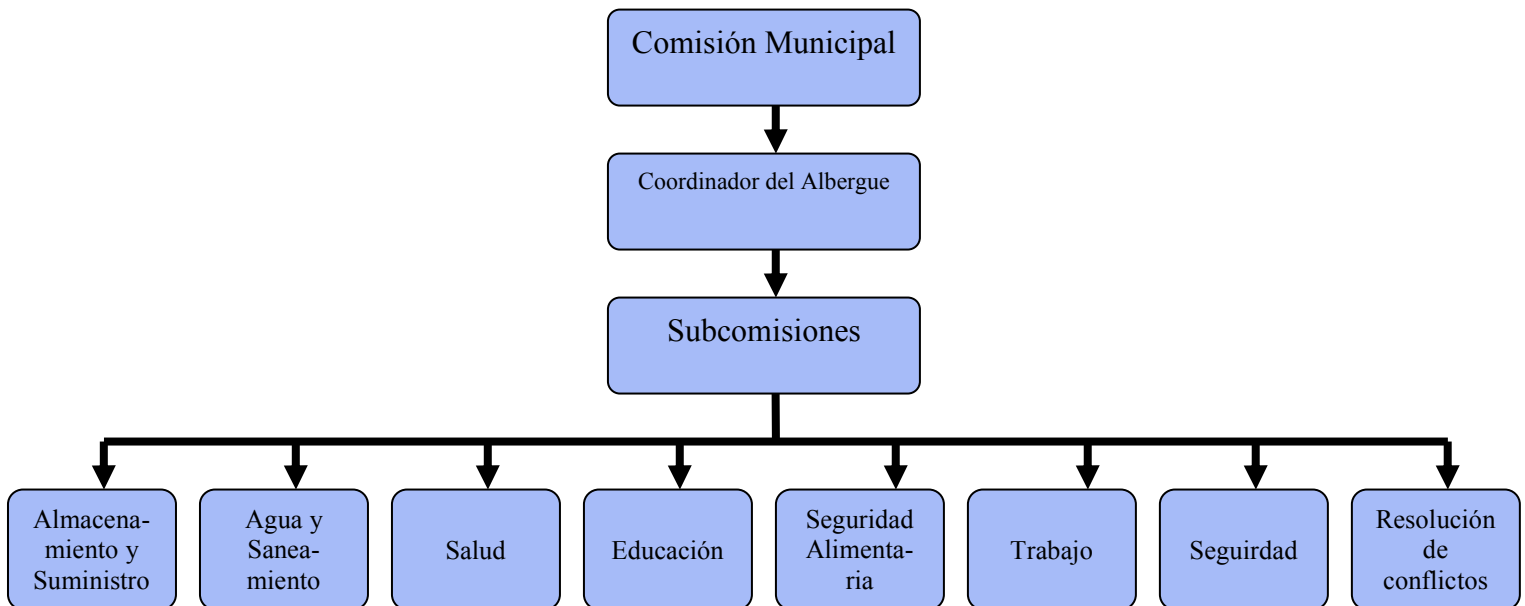 Comisión Municipal
Coordinador del Albergue
Subcomisiones
Almacena-
miento y
Suministro
Agua y
Sanea-
miento
Salud
Educación
Seguridad
Alimenta-
ria
Trabajo
Seguirdad
Resolución
de
conflictos